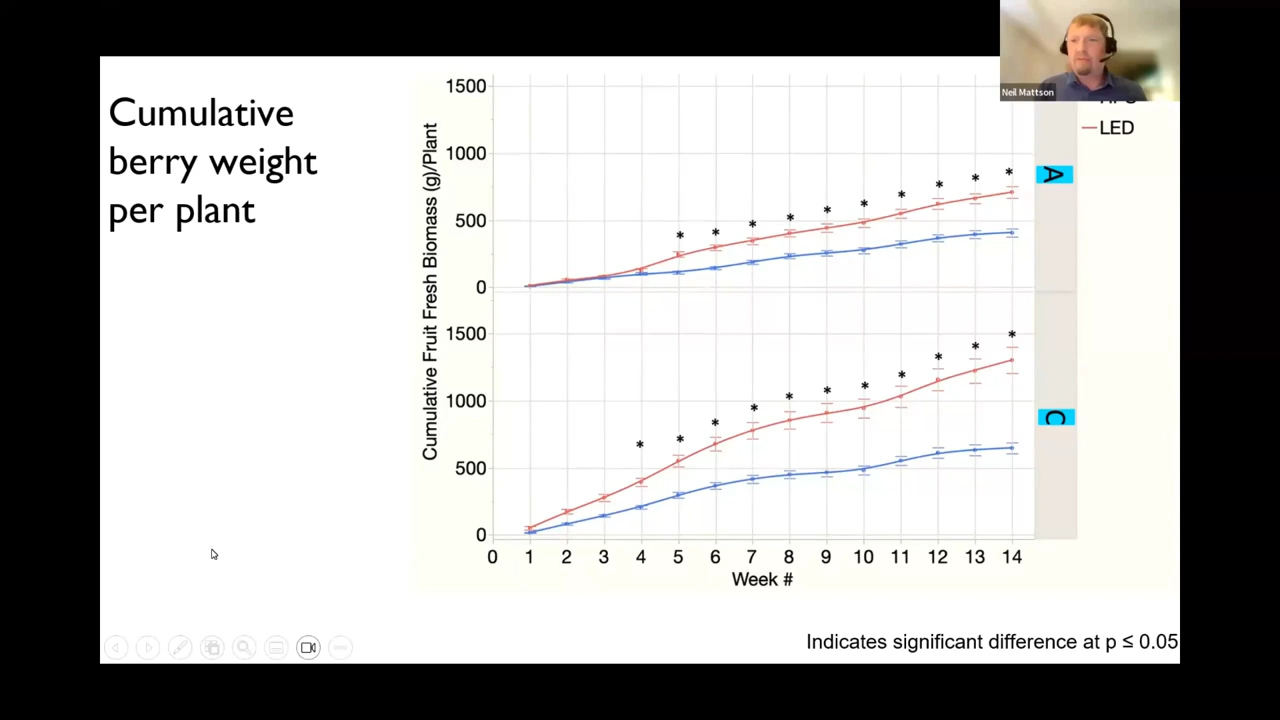 Cumulative
berry weight
per plant
Cumulative Fruit Fresh Biomass (g)/Plant
1500
1000
500
0
1500
1000
500
0
0 1 2 3 4 5 6 7 8 9 10 11 12 13 14
Week #
* * * * * * * * * *
* * * * * * * * * * *
LED
A
C
Neil Mattson
Indicates significant difference at p ≤ 0.05